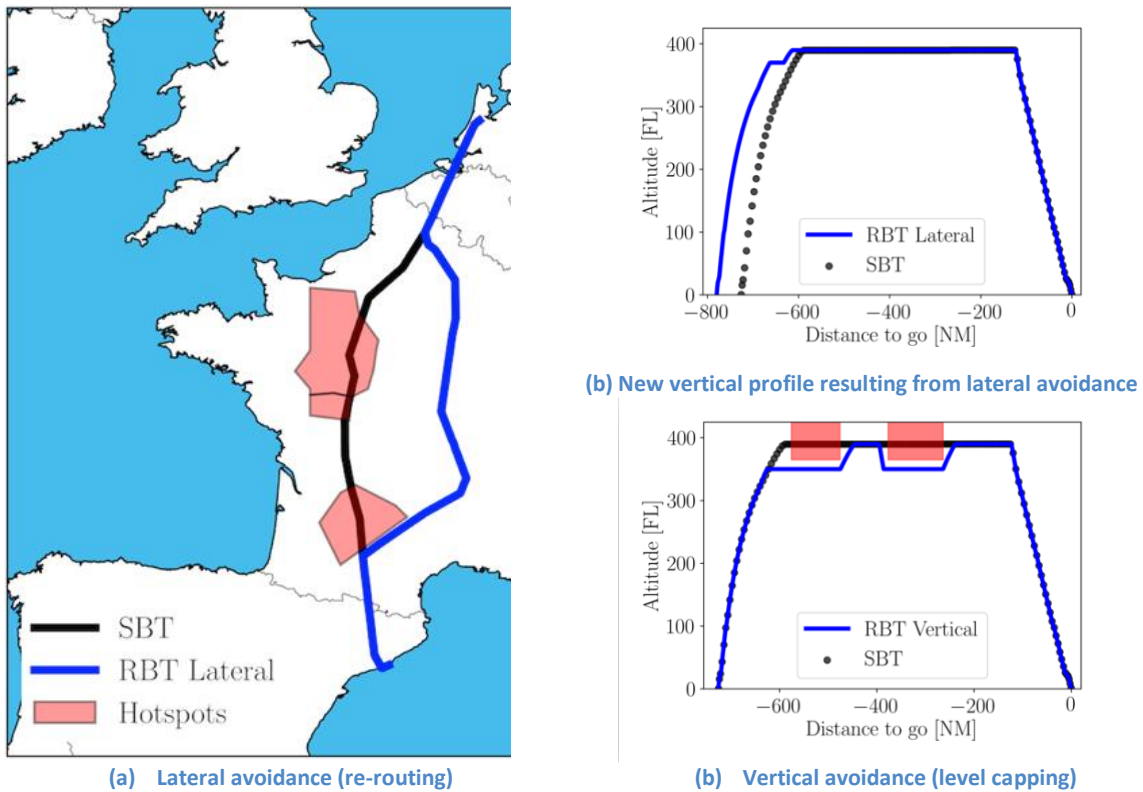 SBT
RBT Lateral
Hotspots
(a) Lateral avoidance (re-routing)
400
300
200
100
0
Altitude [FL]
RBT Lateral
SBT
−800
−600
−400
−200
0
Distance to go [NM]
(b) New vertical profile resulting from lateral avoidance
400
300
200
100
0
Altitude [FL]
RBT Vertical
SBT
−600
−400
−200
0
Distance to go [NM]
(b) Vertical avoidance (level capping)